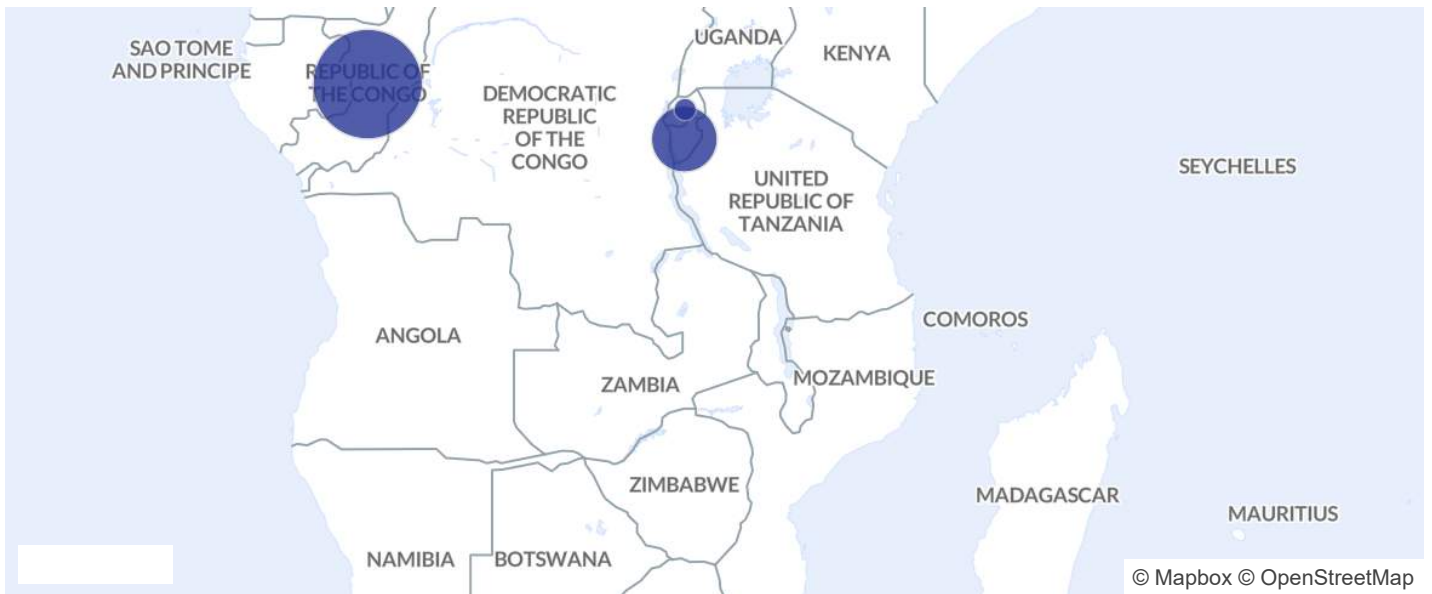 UGANDA
KENYA
SAO TOME
AND PRINCIPE
REPUBLIC OF
THE CONGO
DEMOCRATIC
REPUBLIC
OF THE
CONGO
SEYCHELLES
UNITED
REPUBLIC OF
TANZANIA
COMOROS
ANGOLA
ZAMBIA
MOZAMBIQUE
ZIMBABWE
MADAGASCAR
MAURITIUS
NAMIBIA
BOTSWANA
© Mapbox © OpenStreetMap